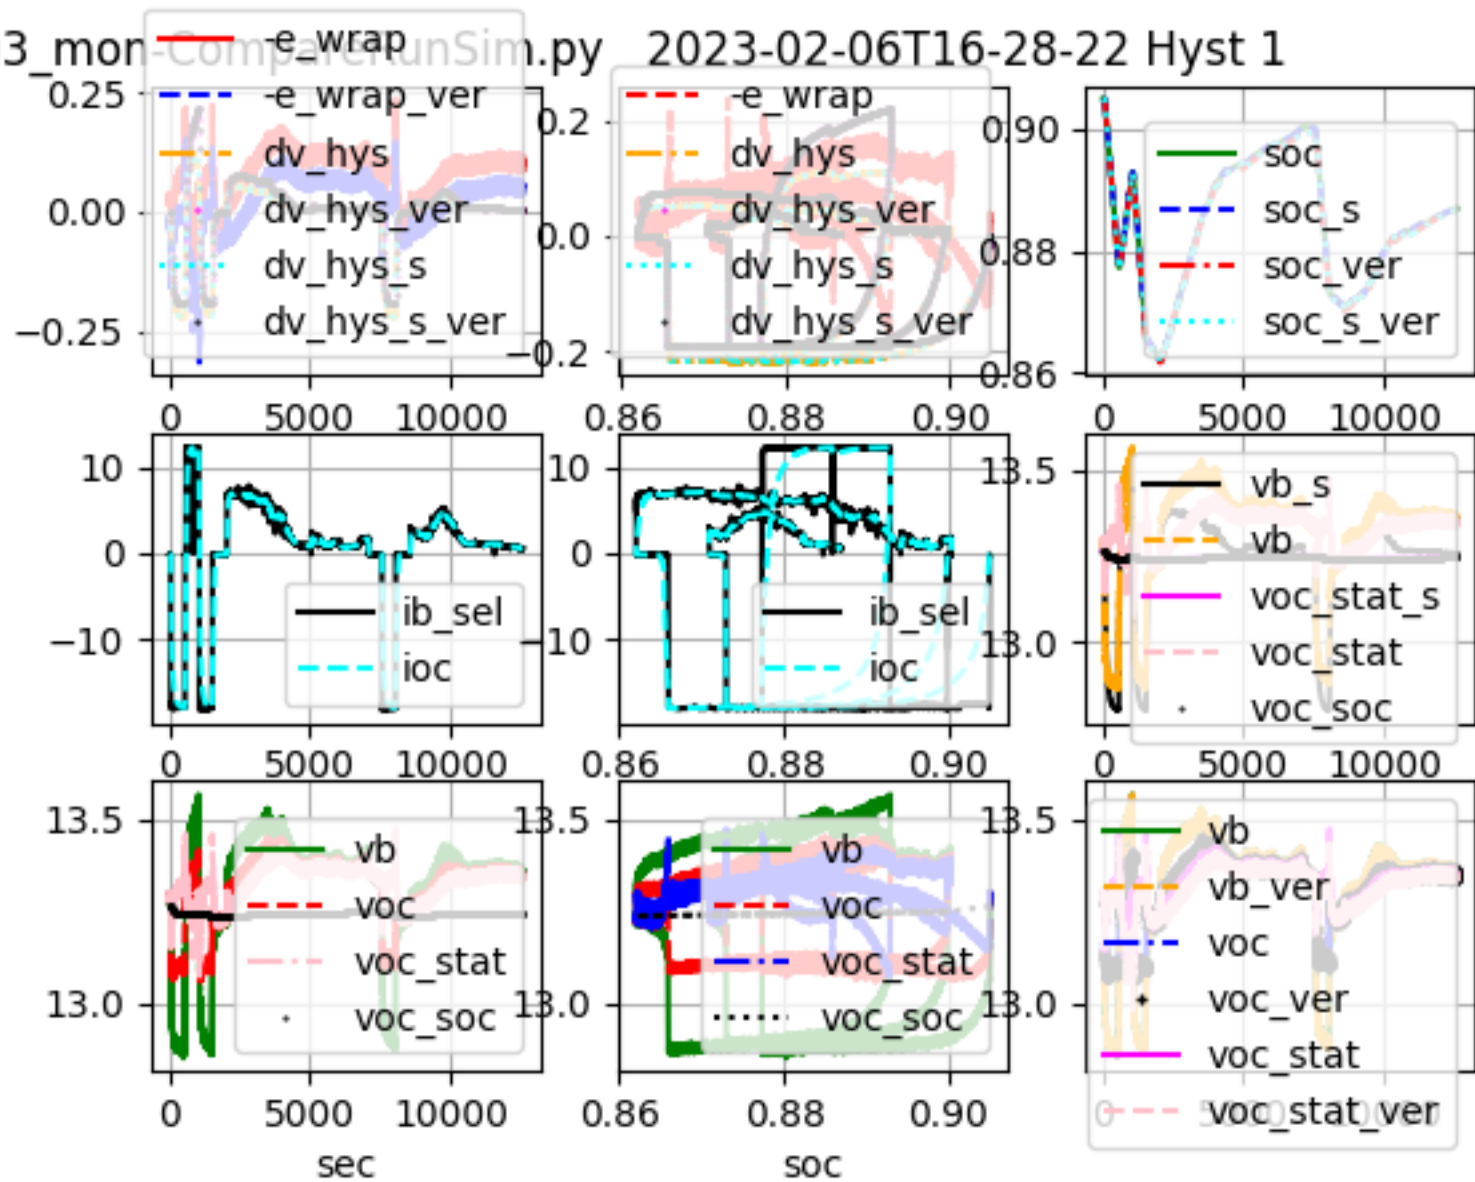 3_mon-CompareRunSim.py 2023-02-06T16-28-22 Hyst 1
-e_wrap
-e_wrap_ver
dv_hys
dv_hys_ver
dv_hys_s
dv_hys_s_ver
0.25
0.00
−0.25
0 5000 10000
-e_wrap
dv_hys
dv_hys_ver
dv_hys_s
dv_hys_s_ver
0.2
0.0
−0.2
0.86 0.88 0.90
soc
soc_s
soc_ver
soc_s_ver
0.90
0.88
0.86
0 5000 10000
10
0
−10
ib_sel
ioc
0 5000 10000
10
0
−10
ib_sel
ioc
0.86 0.88 0.90
13.5
13.0
vb_s
vb
voc_stat_s
voc_stat
voc_soc
0 5000 10000
13.5
13.0
vb
voc
voc_stat
voc_soc
0 5000 10000
sec
13.5
13.0
vb
voc
voc_stat
voc_soc
0.86 0.88 0.90
soc
13.5
13.0
vb
vb_ver
voc
voc_ver
voc_stat
voc_stat_ver
0 5000 10000